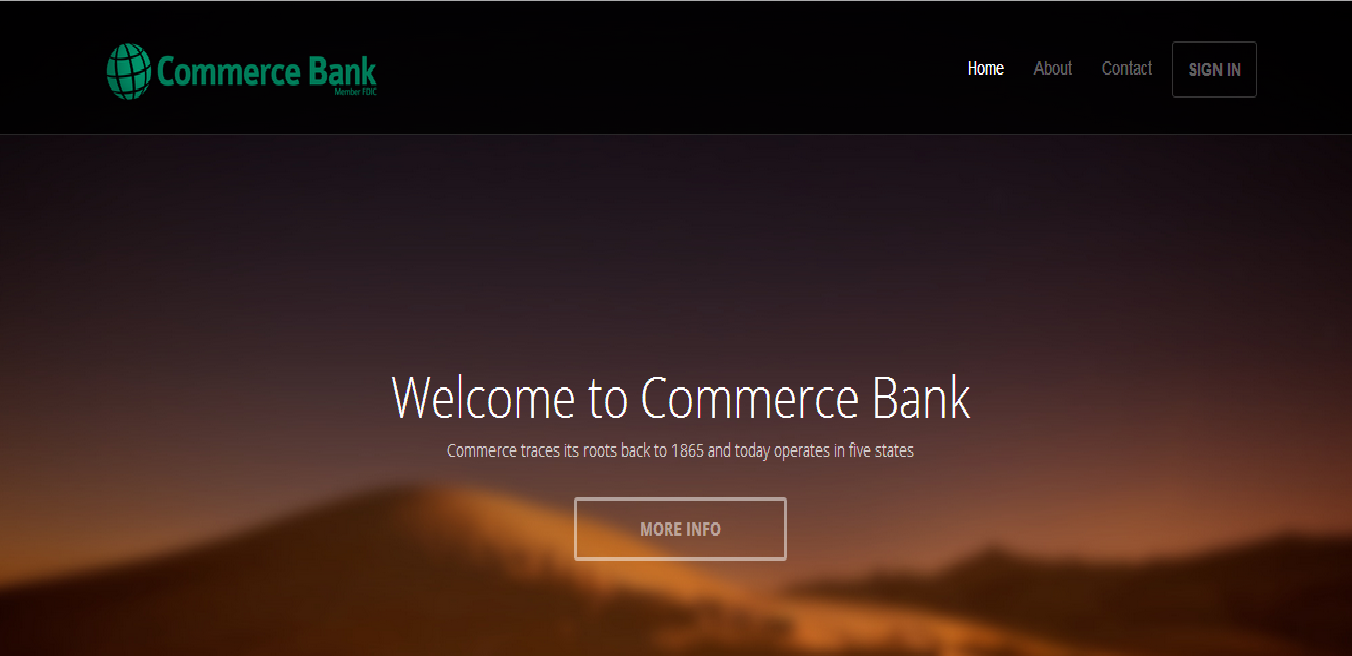 Commerce Bank
Member FDIC
Home About Contact SIGN IN
Welcome to Commerce Bank
Commerce traces its roots back to 1865 and today operates in five states
MORE INFO